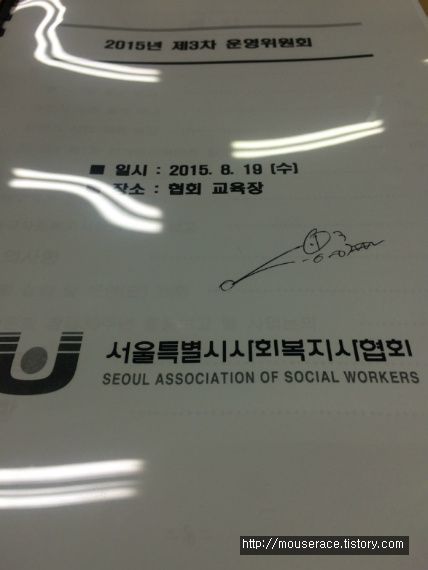 2015년 제3차 운영위원회
■ 일시 : 2015. 8. 19 (수)
■ 장소 : 협회 교육장
서울특별시사회복지사협회
SEOUL ASSOCIATION OF SOCIAL WORKERS
http://mouserace.tistory.com